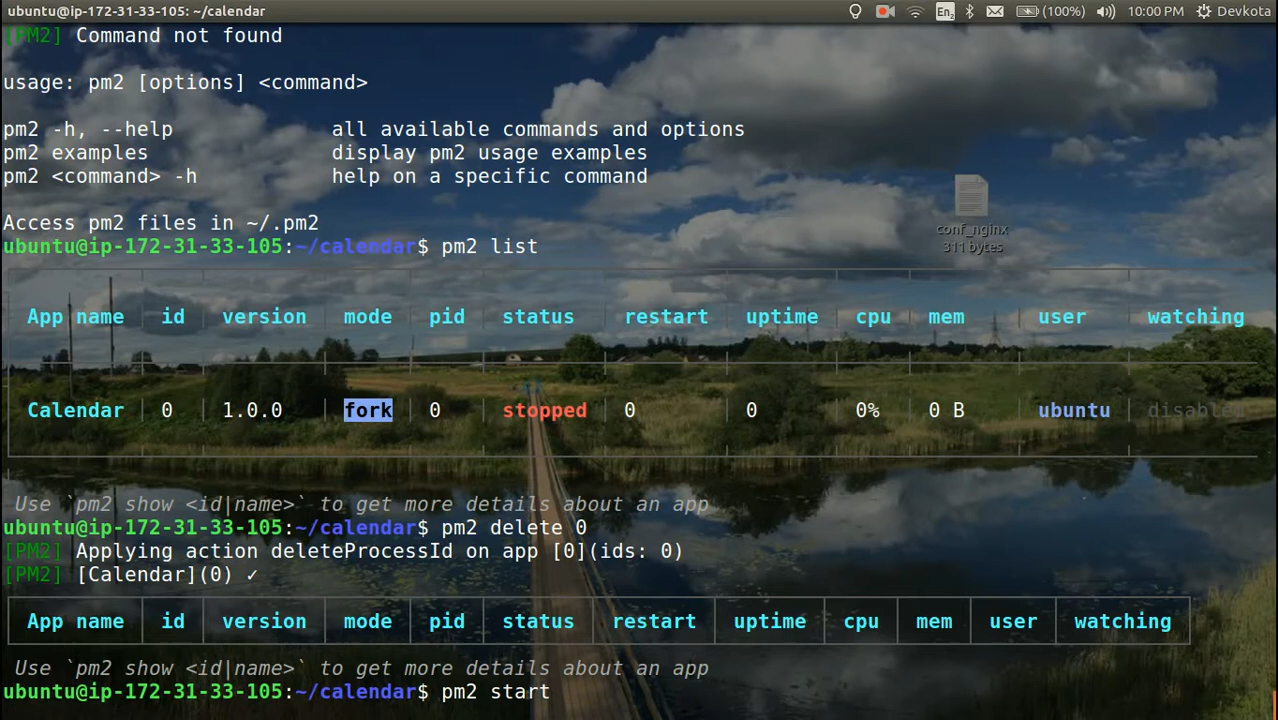 ubuntu@ip-172-31-33-105: ~/calendar En2 (100%) 10:00 PM Devkota
[PM2] Command not found
usage: pm2 [options] <command>
pm2 -h, --help all available commands and options
pm2 examples display pm2 usage examples
pm2 <command> -h help on a specific command
Access pm2 files in ~/.pm2
conf_nginx
311 bytes
ubuntu@ip-172-31-33-105:~/calendar$ pm2 list
App name id version mode pid status restart uptime cpu mem user watching
Calendar 0 1.0.0 fork 0 stopped 0 0 0% 0 B ubuntu disabled
Use `pm2 show <id|name>` to get more details about an app
ubuntu@ip-172-31-33-105:~/calendar$ pm2 delete 0
[PM2] Applying action deleteProcessId on app [0](ids: 0)
[PM2] [Calendar](0) ✓
App name id version mode pid status restart uptime cpu mem user watching
Use `pm2 show <id|name>` to get more details about an app
ubuntu@ip-172-31-33-105:~/calendar$ pm2 start